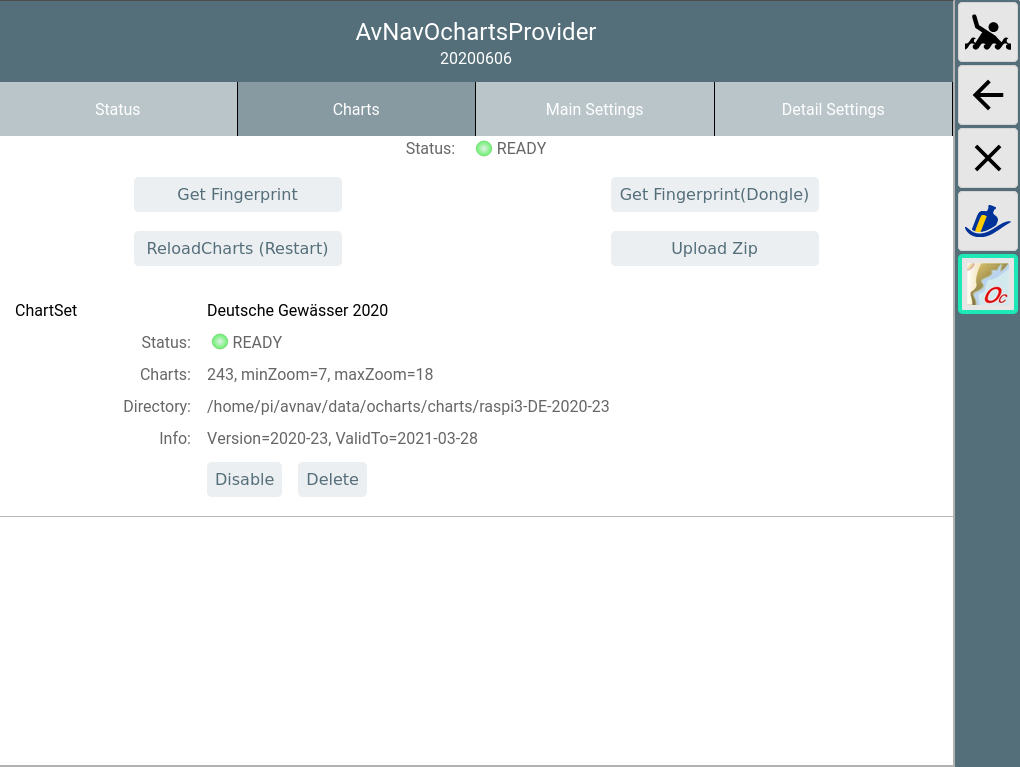 AvNavOchartsProvider
20200606
Status Charts Main Settings Detail Settings
Status: READY
Get Fingerprint Get Fingerprint(Dongle)
ReloadCharts (Restart) Upload Zip
ChartSet Deutsche Gewässer 2020
Status: READY
Charts: 243, minZoom=7, maxZoom=18
Directory: /home/pi/avnav/data/ocharts/charts/raspi3-DE-2020-23
Info: Version=2020-23, ValidTo=2021-03-28
Disable Delete
Oc